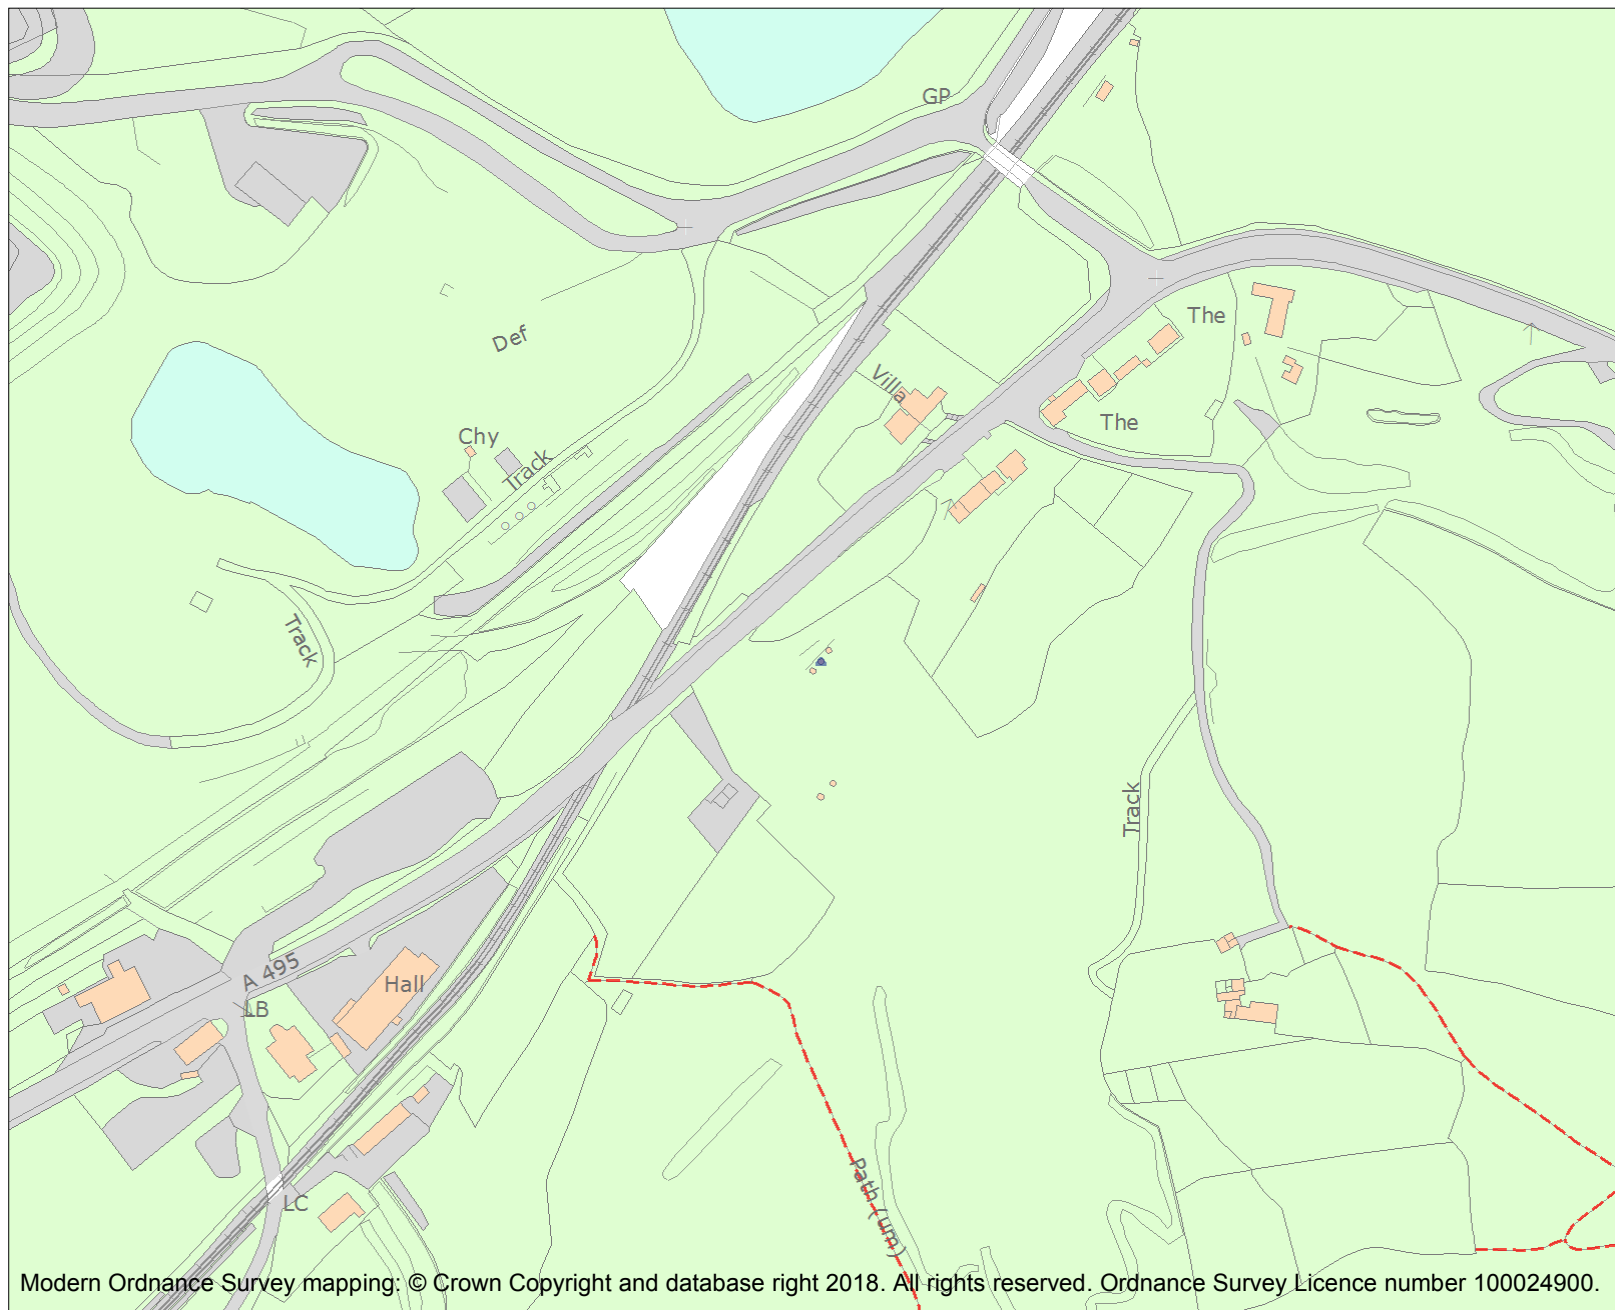 GP
The
Def
Villa
The
Chy
Track
Track
Track
A 495
Hall
LB
Path (um)
LC
Modern Ordnance Survey mapping: © Crown Copyright and database right 2018. All rights reserved. Ordnance Survey Licence number 100024900.